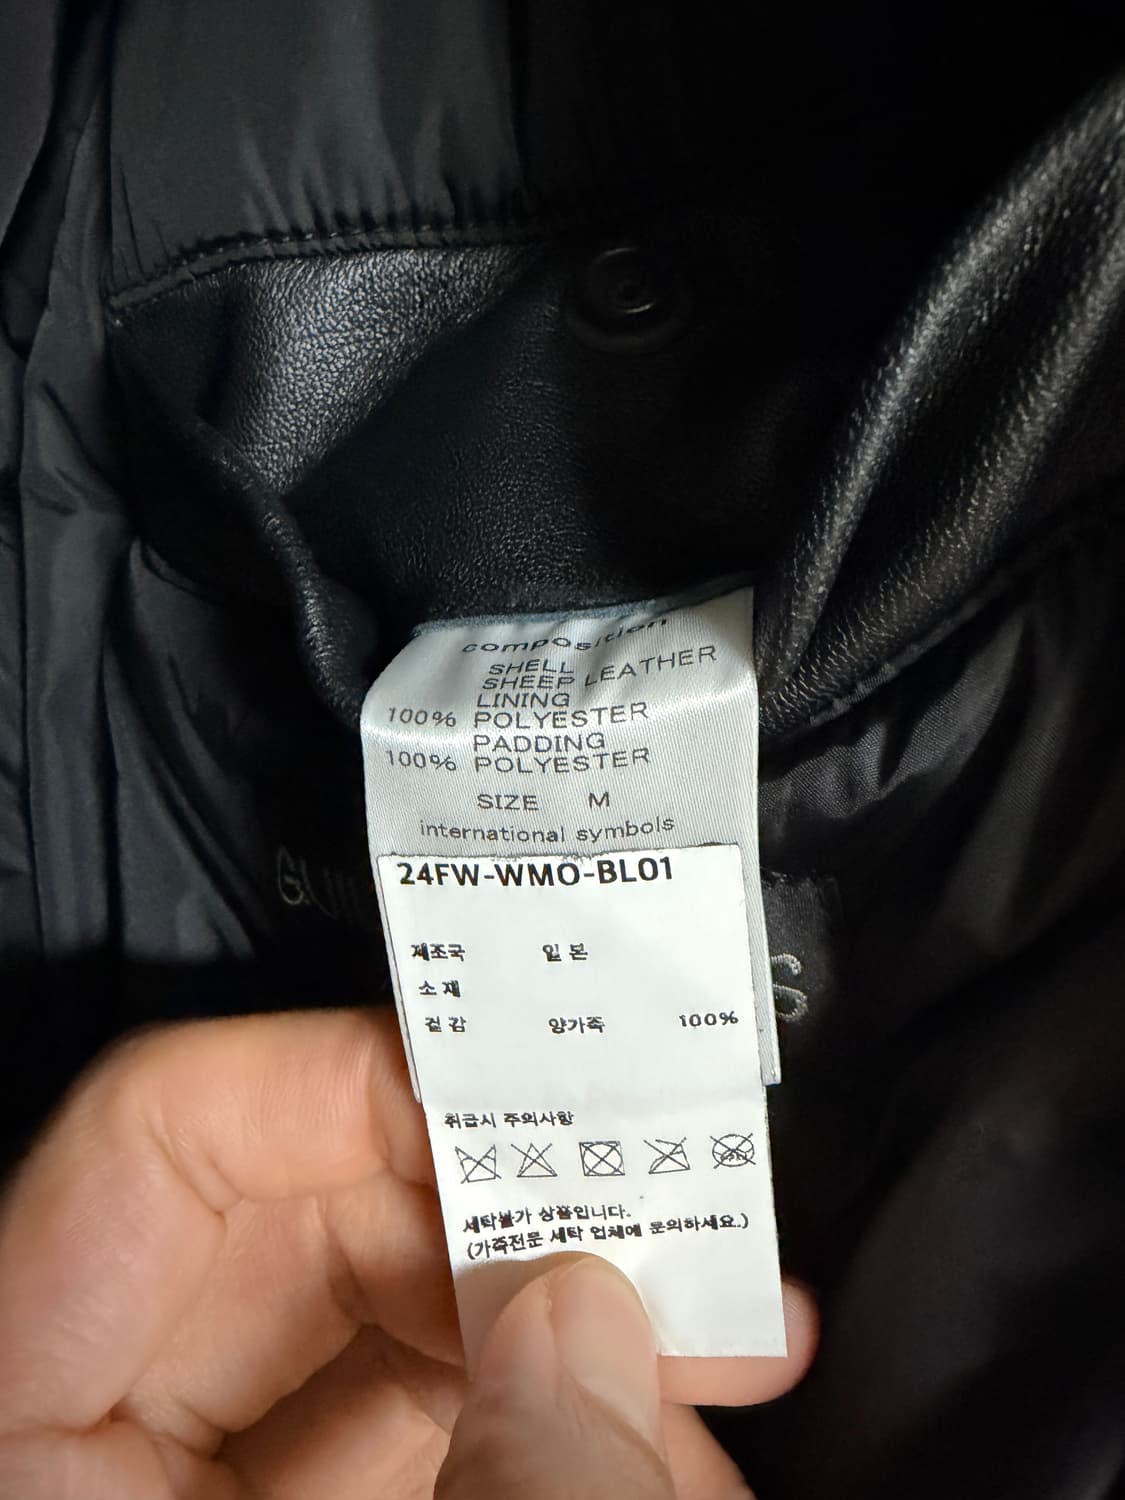 composition
SHELL
SHEEP LEATHER
LINING
100% POLYESTER
PADDING
100% POLYESTER
SIZE M
international symbols
24FW-WMO-BL01
제조국 일 본
소 재
겉 감 양가죽 100%
취급시 주의사항
세탁불가 상품입니다.
(가죽전문 세탁 업체에 문의하세요.)